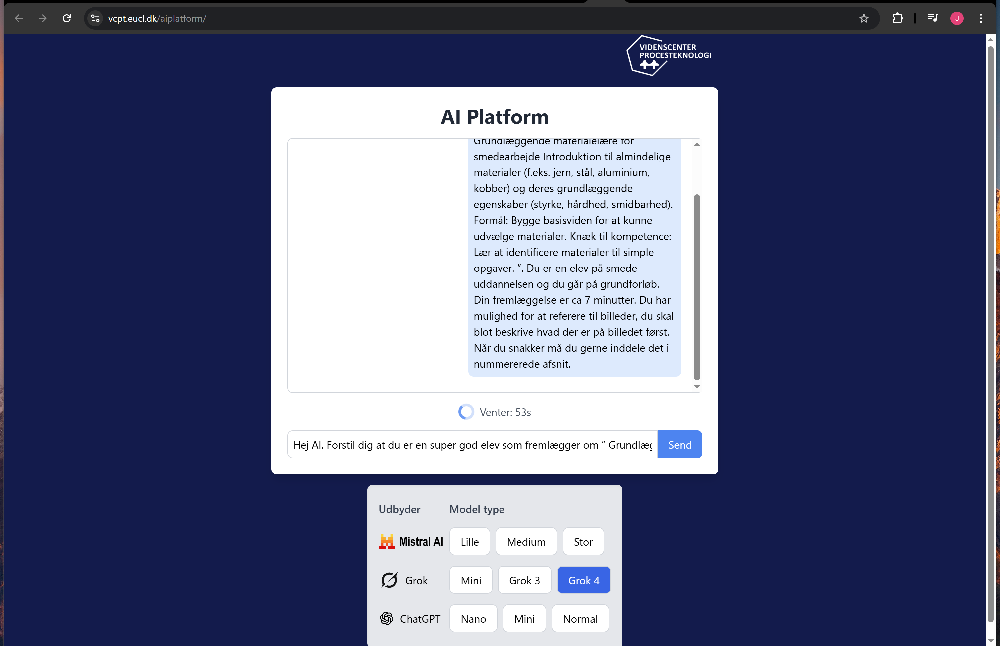 vcpt.eucl.dk/aiplatform/
J
VIDENSCENTER
PROCESTEKNOLOGI
AI Platform
Grundlæggende materialelære for
smedearbejde Introduktion til almindelige
materialer (f.eks. jern, stål, aluminium,
kobber) og deres grundlæggende
egenskaber (styrke, hårdhed, smidbarhed).
Formål: Bygge basisviden for at kunne
udvælge materialer. Knæk til kompetence:
Lær at identificere materialer til simple
opgaver. ”. Du er en elev på smede
uddannelsen og du går på grundforløb.
Din fremlæggelse er ca 7 minutter. Du har
mulighed for at referere til billeder, du skal
blot beskrive hvad der er på billedet først.
Når du snakker må du gerne inddele det i
nummererede afsnit.
Venter: 53s
Hej AI. Forstil dig at du er en super god elev som fremlægger om ” Grundlæg
Send
Udbyder Model type
Mistral AI Lille Medium Stor
Grok Mini Grok 3 Grok 4
ChatGPT Nano Mini Normal